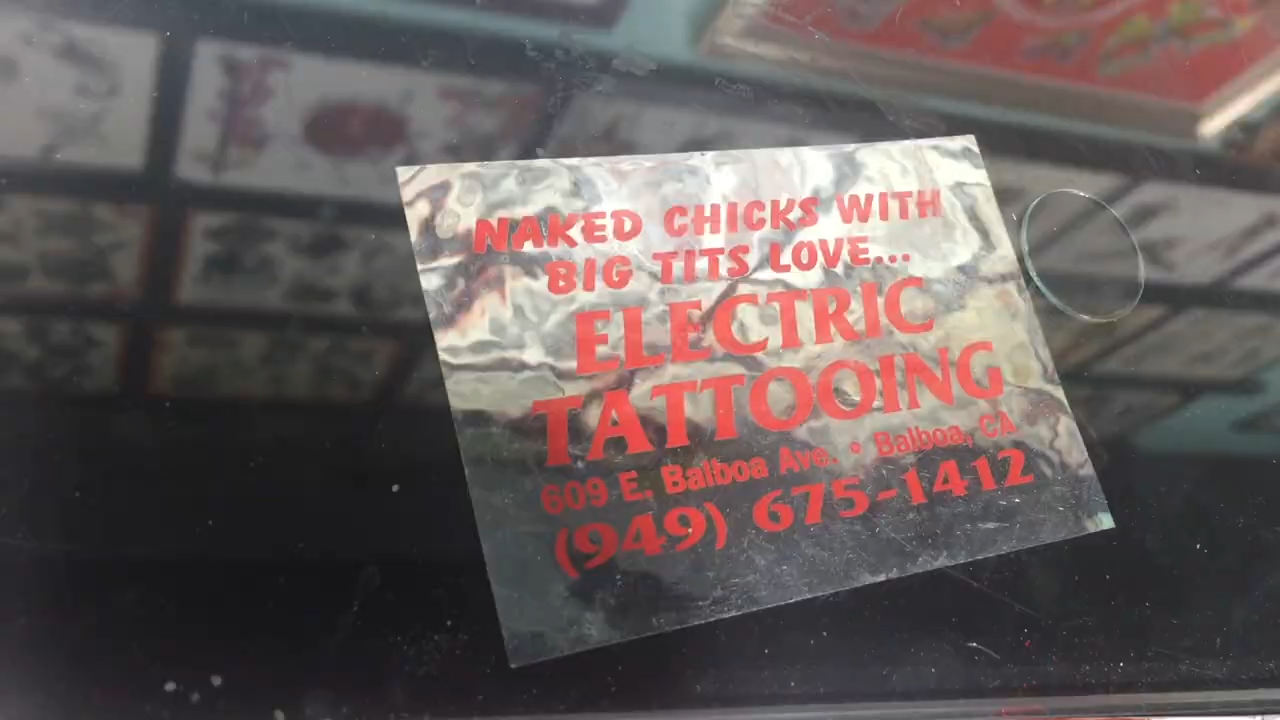 NAKED CHICKS WITH
BIG TITS LOVE...
ELECTRIC
TATTOOING
609 E. Balboa Ave. • Balboa, CA
(949) 675-1412